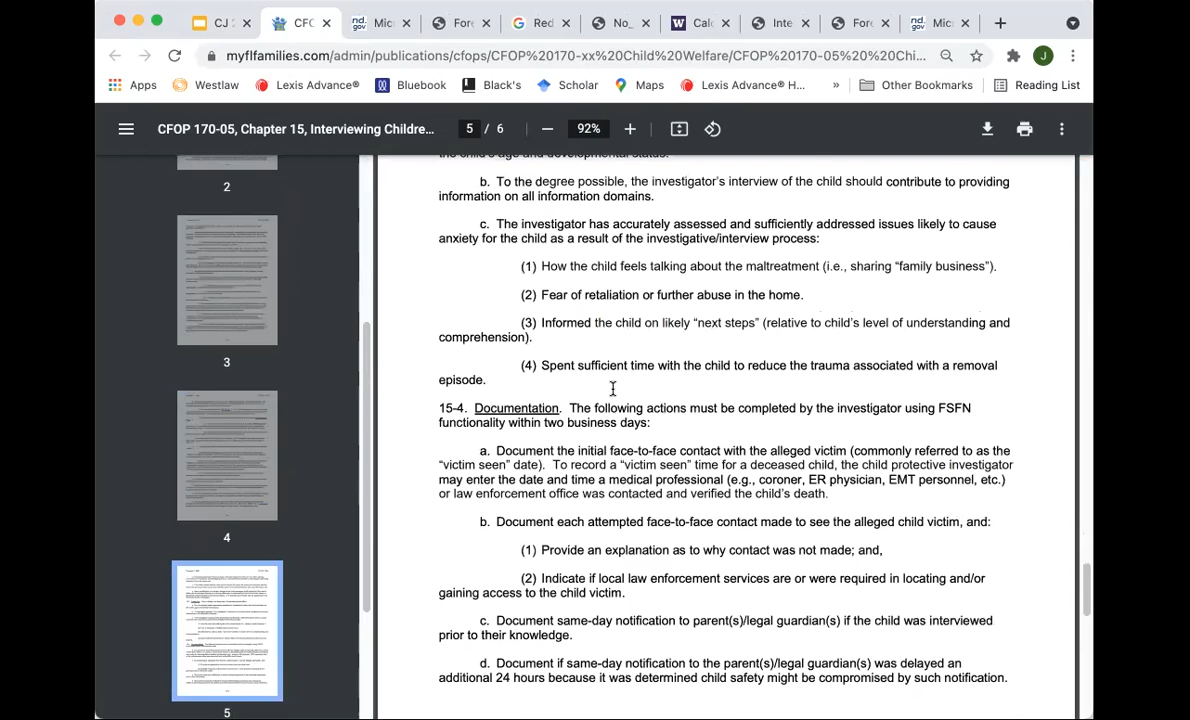 CJ
CFC
Micr
Fore
Red
No_
Cale
Inte
Fore
Micr
myflfamilies.com/admin/publications/cfops/CFOP%20170-xx%20Child%20Welfare/CFOP%20170-05%20%20Chi...
J
Apps
Westlaw
Lexis Advance®
Bluebook
Black's
Scholar
Maps
Lexis Advance® H...
»
Other Bookmarks
Reading List
CFOP 170-05, Chapter 15, Interviewing Childre...
5 / 6
92%
2
3
4
5
the child's age and developmental status.
b. To the degree possible, the investigator's interview of the child should contribute to providing
information on all information domains.
c. The investigator has accurately assessed and sufficiently addressed issues likely to cause
anxiety for the child as a result of the investigative/interview process:
(1) How the child feels talking about the maltreatment (i.e., sharing “family business”).
(2) Fear of retaliation or further abuse in the home.
(3) Informed the child on likely “next steps” (relative to child's level of understanding and
comprehension).
(4) Spent sufficient time with the child to reduce the trauma associated with a removal
episode.
15-4. Documentation. The following actions must be completed by the investigator using FSFN
functionality within two business days:
a. Document the initial face-to-face contact with the alleged victim (commonly referred to as the
“victim seen” date). To record a “victim seen” time for a deceased child, the child protective investigator
may enter the date and time a medical professional (e.g., coroner, ER physician, EMT personnel, etc.)
or law enforcement office was contacted and verified the child's death.
b. Document each attempted face-to-face contact made to see the alleged child victim, and:
(1) Provide an explanation as to why contact was not made; and,
(2) Indicate if local law enforcement services are or were required in locating and/or
gaining access to the child victim.
c. Document same-day notification to parent(s)/legal guardian(s) if the child was interviewed
prior to their knowledge.
d. Document if same-day notification to the parent(s)/legal guardian(s) was waived an
additional 24 hours because it was determined child safety might be compromised by such notification.